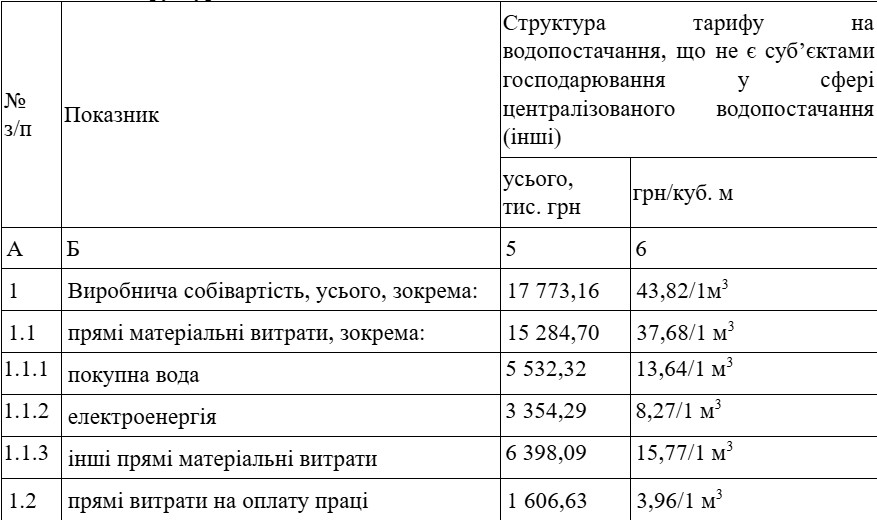 №
з/п
Показник
Структура тарифу на
водопостачання, що не є суб’єктами
господарювання у сфері
централізованого водопостачання
(інші)
усього,
тис. грн
грн/куб. м
А Б 5 6
1 Виробнича собівартість, усього, зокрема: 17 773,16 43,82/1м³
1.1 прямі матеріальні витрати, зокрема: 15 284,70 37,68/1 м³
1.1.1 покупна вода 5 532,32 13,64/1 м³
1.1.2 електроенергія 3 354,29 8,27/1 м³
1.1.3 інші прямі матеріальні витрати 6 398,09 15,77/1 м³
1.2 прямі витрати на оплату праці 1 606,63 3,96/1 м³